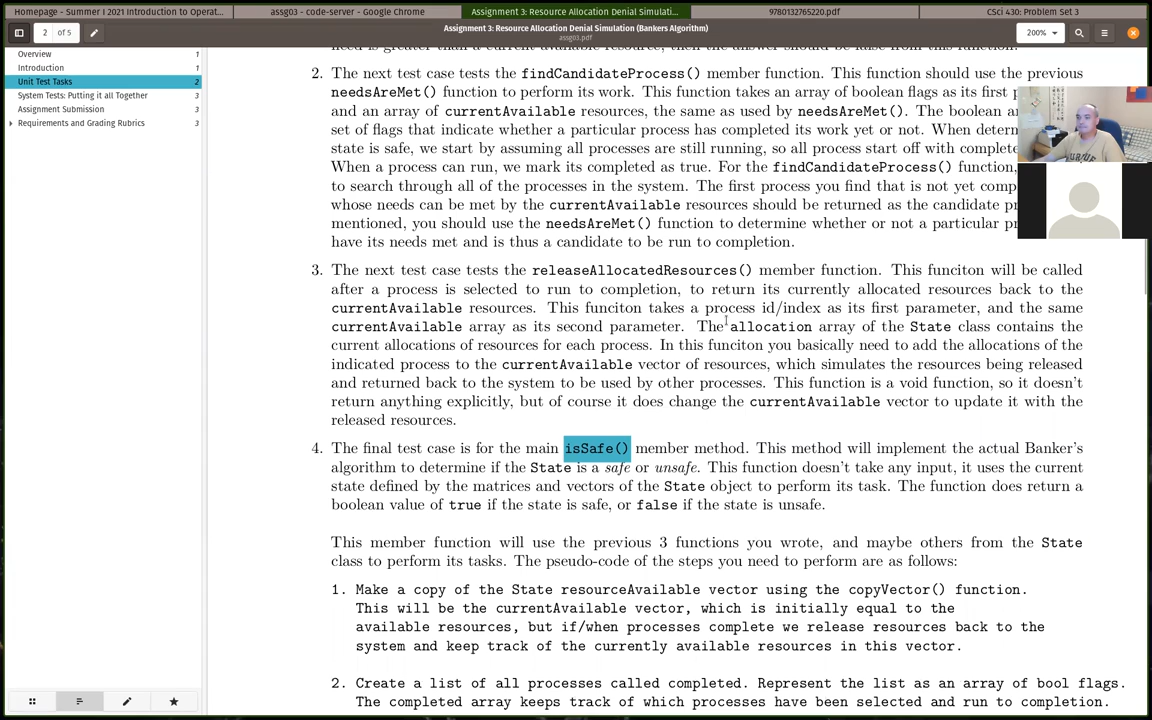 Homepage - Summer I 2021 Introduction to Operat...
assg03 - code-server - Google Chrome
Assignment 3: Resource Allocation Denial Simulati...
9780132765220.pdf
CSci 430: Problem Set 3
2 of 5
Assignment 3: Resource Allocation Denial Simulation (Bankers Algorithm)
assg03.pdf
200%
Overview 1
Introduction 1
Unit Test Tasks 2
System Tests: Putting it all Together 3
Assignment Submission 3
Requirements and Grading Rubrics 3
need is greater than a current available resource, then the answer should be false from this function.
2. The next test case tests the findCandidateProcess() member function. This function should use the previous
needsAreMet() function to perform its work. This function takes an array of boolean flags as its first p
and an array of currentAvailable resources, the same as used by needsAreMet(). The boolean ar
set of flags that indicate whether a particular process has completed its work yet or not. When determ
state is safe, we start by assuming all processes are still running, so all process start off with complete
When a process can run, we mark its completed as true. For the findCandidateProcess() function,
to search through all of the processes in the system. The first process you find that is not yet comp
whose needs can be met by the currentAvailable resources should be returned as the candidate pr
mentioned, you should use the needsAreMet() function to determine whether or not a particular pr
have its needs met and is thus a candidate to be run to completion.
3. The next test case tests the releaseAllocatedResources() member function. This funciton will be called
after a process is selected to run to completion, to return its currently allocated resources back to the
currentAvailable resources. This funciton takes a process id/index as its first parameter, and the same
currentAvailable array as its second parameter. The allocation array of the State class contains the
current allocations of resources for each process. In this funciton you basically need to add the allocations of the
indicated process to the currentAvailable vector of resources, which simulates the resources being released
and returned back to the system to be used by other processes. This function is a void function, so it doesn't
return anything explicitly, but of course it does change the currentAvailable vector to update it with the
released resources.
4. The final test case is for the main isSafe() member method. This method will implement the actual Banker's
algorithm to determine if the State is a safe or unsafe. This function doesn't take any input, it uses the current
state defined by the matrices and vectors of the State object to perform its task. The function does return a
boolean value of true if the state is safe, or false if the state is unsafe.
This member function will use the previous 3 functions you wrote, and maybe others from the State
class to perform its tasks. The pseudo-code of the steps you need to perform are as follows:
1. Make a copy of the State resourceAvailable vector using the copyVector() function.
This will be the currentAvailable vector, which is initially equal to the
available resources, but if/when processes complete we release resources back to the
system and keep track of the currently available resources in this vector.
2. Create a list of all processes called completed. Represent the list as an array of bool flags.
The completed array keeps track of which processes have been selected and run to completion.